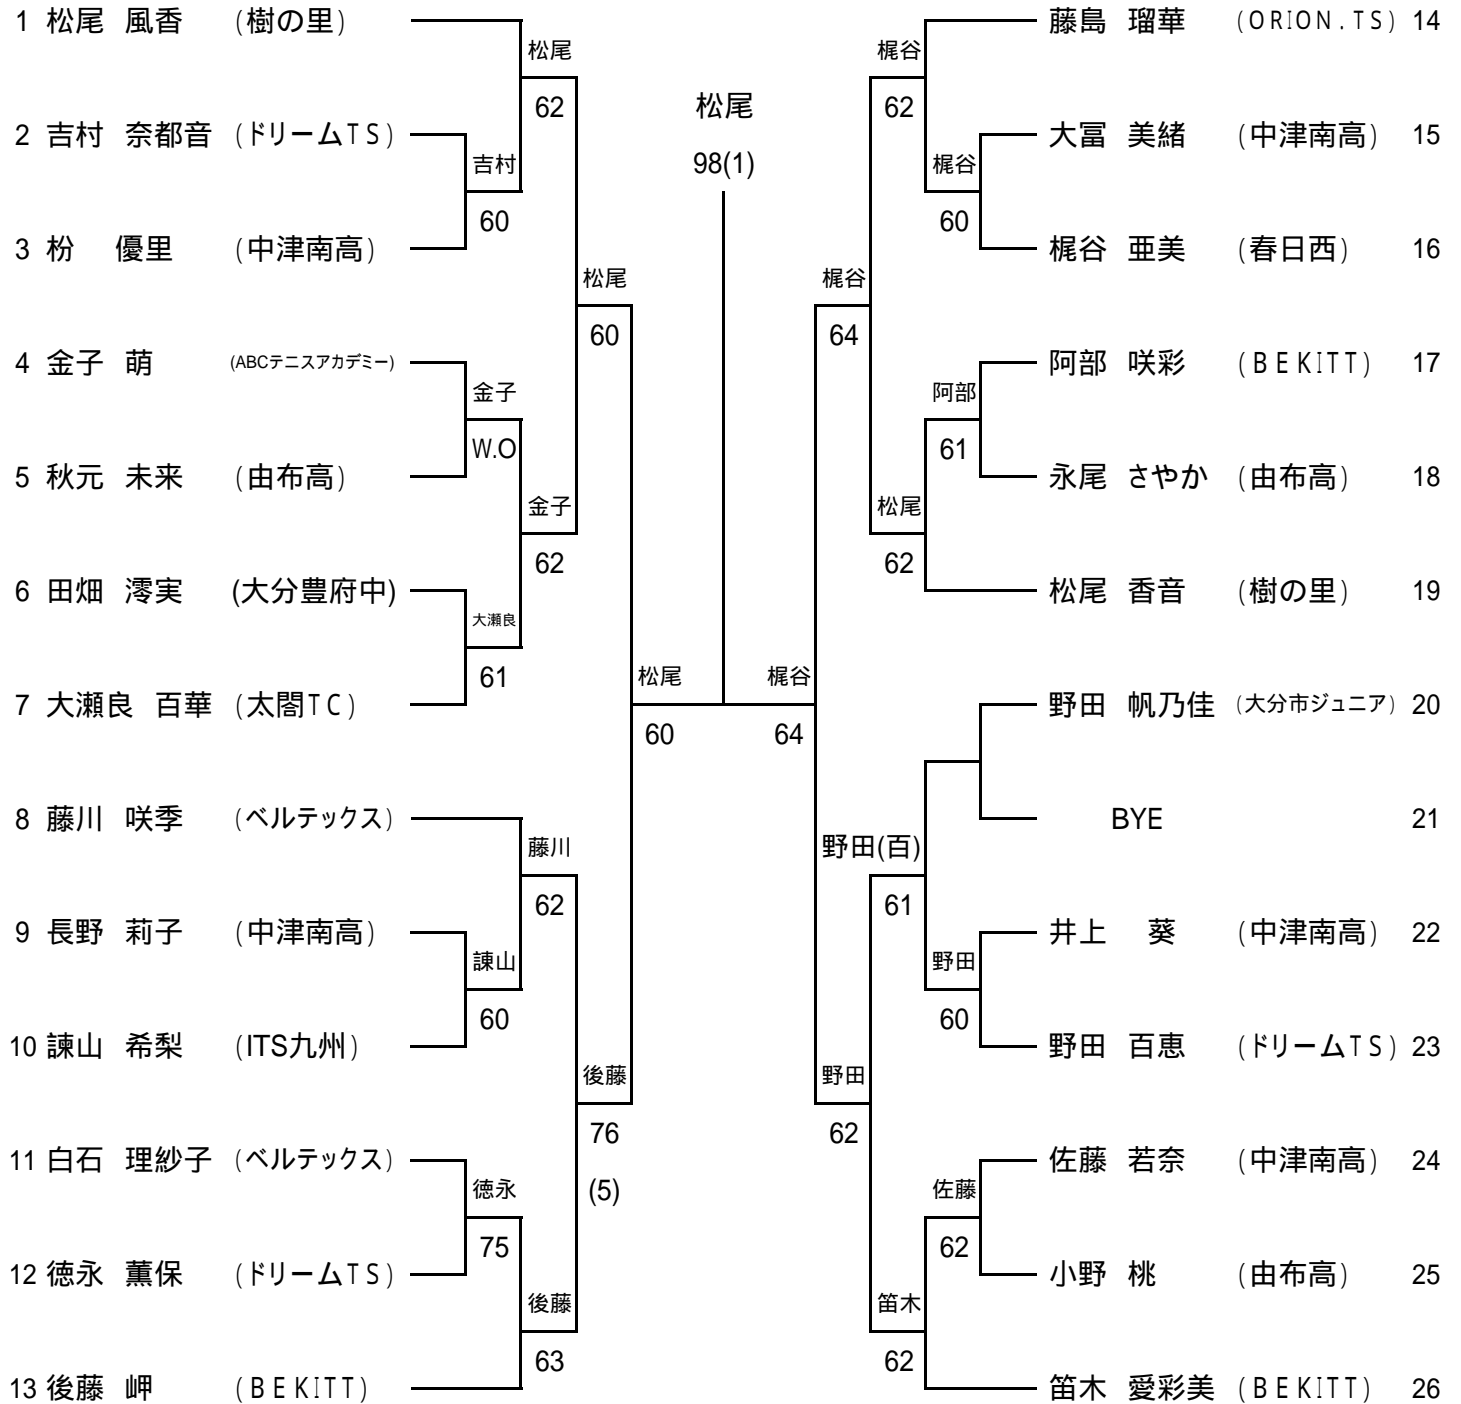 1 松尾 風香 (樹の里)
2 吉村 奈都音 (ドリームTS)
3 枌 優里 (中津南高)
4 金子 萌 (ABCテニスアカデミー)
5 秋元 未来 (由布高)
6 田畑 澪実 (大分豊府中)
7 大瀬良 百華 (太閤TC)
8 藤川 咲季 (ベルテックス)
9 長野 莉子 (中津南高)
10 諌山 希梨 (ITS九州)
11 白石 理紗子 (ベルテックス)
12 徳永 薫保 (ドリームTS)
13 後藤 岬 (BEKITT)
吉村
60
金子
W.O
大瀬良
61
諌山
60
徳永
75
松尾
62
金子
62
藤川
62
後藤
63
松尾
60
後藤
76
(5)
松尾
60
松尾
98(1)
梶谷
64
梶谷
64
野田
62
梶谷
62
松尾
62
野田(百)
61
笛木
62
梶谷
60
阿部
61
野田
60
佐藤
62
藤島 瑠華 (ORION.TS) 14
大冨 美緒 (中津南高) 15
梶谷 亜美 (春日西) 16
阿部 咲彩 (BEKITT) 17
永尾 さやか (由布高) 18
松尾 香音 (樹の里) 19
野田 帆乃佳 (大分市ジュニア) 20
BYE 21
井上 葵 (中津南高) 22
野田 百恵 (ドリームTS) 23
佐藤 若奈 (中津南高) 24
小野 桃 (由布高) 25
笛木 愛彩美 (BEKITT) 26